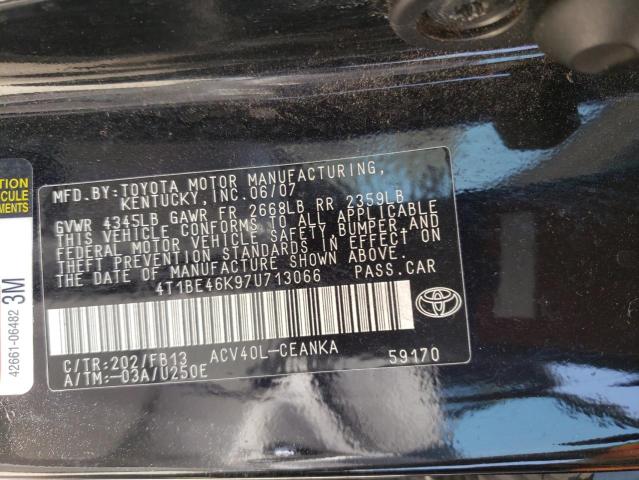 MFD.BY:TOYOTA MOTOR MANUFACTURING,
KENTUCKY, INC.06/07
GVWR 4345LB GAWR FR 2668LB RR 2359LB
THIS VEHICLE CONFORMS TO ALL APPLICABLE
FEDERAL MOTOR VEHICLE SAFETY, BUMPER AND
THEFT PREVENTION STANDARDS IN EFFECT ON
THE DATE OF MANUFACTURE SHOWN ABOVE.
4T1BE46K97U713066 PASS.CAR
TOYOTA
C/TR:202/FB13 ACV40L-CEANKA 59170
A/TM:-03A/U250E
42661-06482 3M